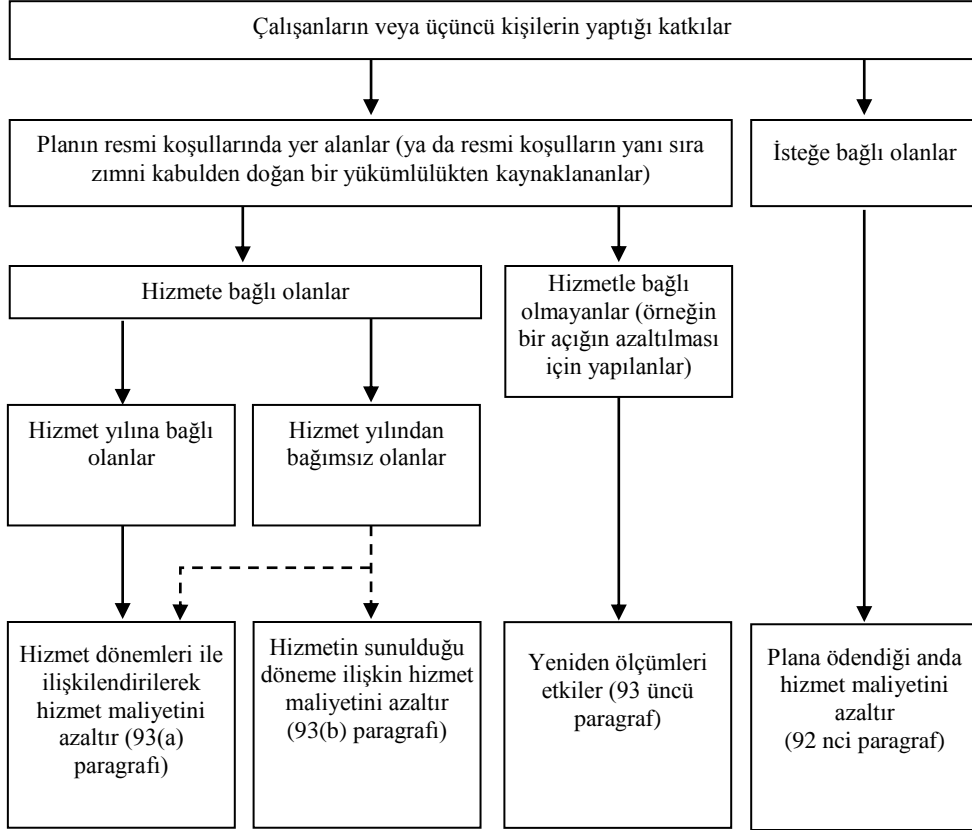 Çalışanların veya üçüncü kişilerin yaptığı katkılar
Planın resmi koşullarında yer alanlar (ya da resmi koşulların yanı sıra
zımni kabulden doğan bir yükümlülükten kaynaklananlar)
İsteğe bağlı olanlar
Hizmete bağlı olanlar
Hizmetle bağlı
olmayanlar (örneğin
bir açığın azaltılması
için yapılanlar)
Hizmet yılına bağlı
olanlar
Hizmet yılından
bağımsız olanlar
Hizmet dönemleri ile
ilişkilendirilerek
hizmet maliyetini
azaltır (93(a)
paragrafı)
Hizmetin sunulduğu
döneme ilişkin hizmet
maliyetini azaltır
(93(b) paragrafı)
Yeniden ölçümleri
etkiler (93 üncü
paragraf)
Plana ödendiği anda
hizmet maliyetini
azaltır
(92 nci paragraf)